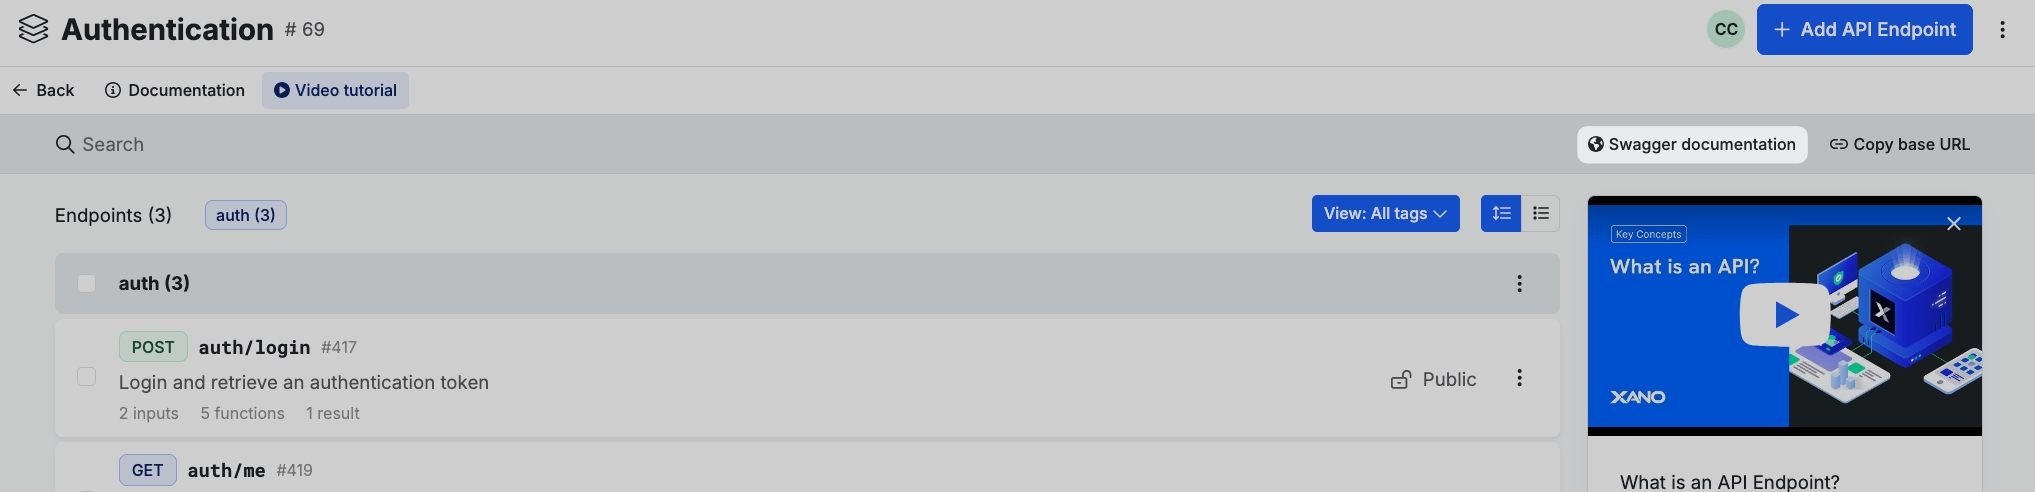 Authentication # 69
CC
+ Add API Endpoint
Back
Documentation
Video tutorial
Search
Swagger documentation
Copy base URL
Endpoints (3)
auth (3)
View: All tags
auth (3)
POST auth/login #417
Login and retrieve an authentication token
2 inputs 5 functions 1 result
Public
GET auth/me #419
Key Concepts
What is an API?
XANO
What is an API Endpoint?